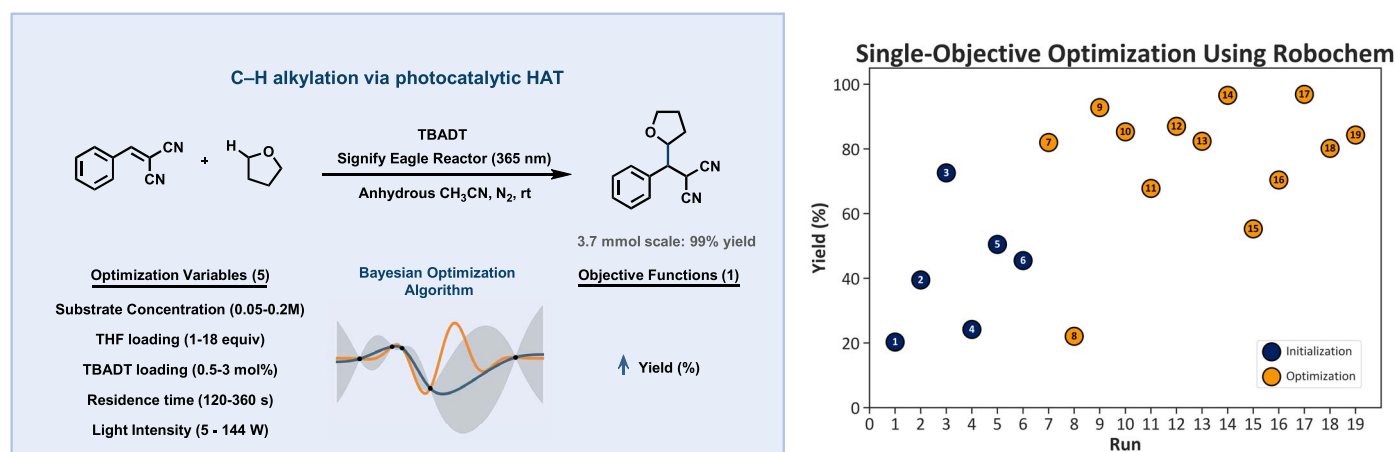 C–H alkylation via photocatalytic HAT
CN
CN
+
H
O
TBADT
Signify Eagle Reactor (365 nm)
Anhydrous CH₃CN, N₂, rt
O
CN
CN
3.7 mmol scale: 99% yield
Optimization Variables (5)
Substrate Concentration (0.05-0.2M)
THF loading (1-18 equiv)
TBADT loading (0.5-3 mol%)
Residence time (120-360 s)
Light Intensity (5 - 144 W)
Bayesian Optimization
Algorithm
Objective Functions (1)
Yield (%)
Single-Objective Optimization Using Robochem
Yield (%)
100
80
60
40
20
0
1
2
3
4
5
6
7
8
9
10
11
12
13
14
15
16
17
18
19
Initialization
Optimization
0 1 2 3 4 5 6 7 8 9 10 11 12 13 14 15 16 17 18 19
Run